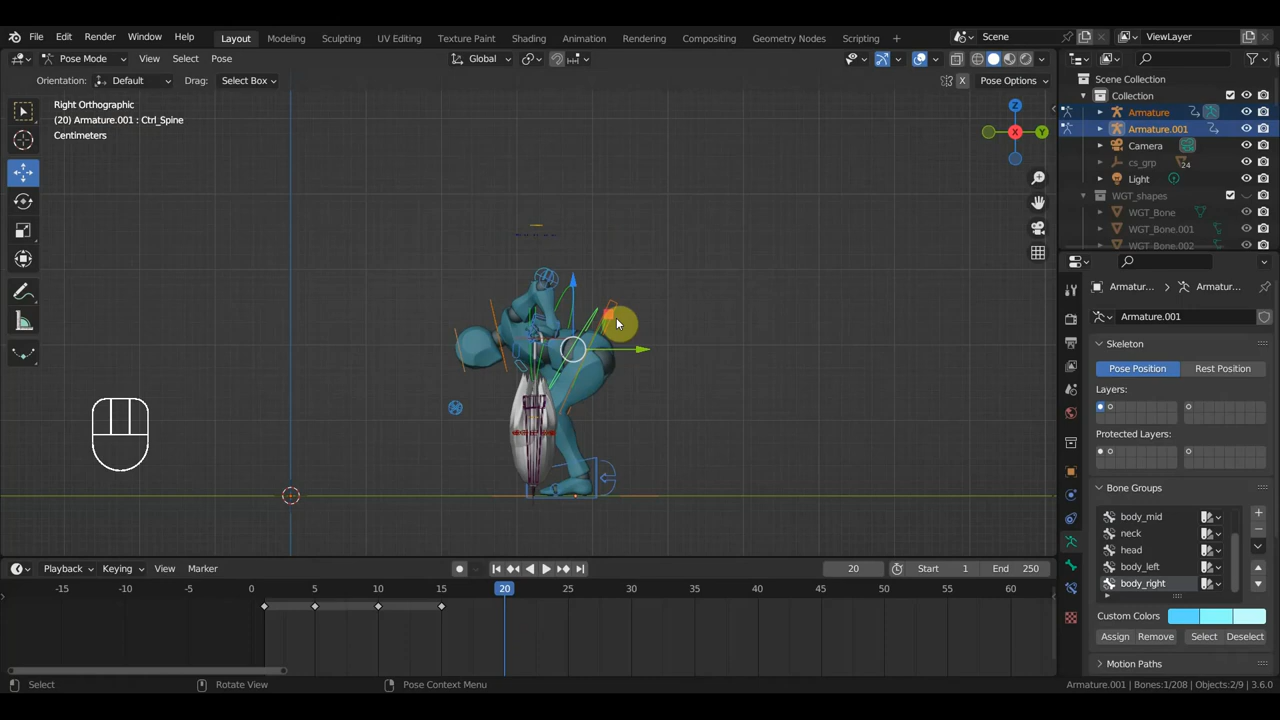 File Edit Render Window Help Layout Modeling Sculpting UV Editing Texture Paint Shading Animation Rendering Compositing Geometry Nodes Scripting + Scene ViewLayer
Pose Mode View Select Pose Global
Orientation: Default Drag: Select Box X Pose Options
Right Orthographic
(20) Armature.001 : Ctrl_Spine
Centimeters
Z
X
Y
Scene Collection
Collection
Armature
Armature.001
Camera
cs_grp 24
Light
WGT_shapes
WGT_Bone
WGT_Bone.001
WGT_Bone.002
Armatur... Armatur...
Armature.001
Skeleton
Pose Position Rest Position
Layers:
Protected Layers:
Bone Groups
body_mid
neck
head
body_left
body_right
Custom Colors
Assign Remove Select Deselect
Motion Paths
Playback Keying View Marker 20 Start 1 End 250
-15 -10 -5 0 5 10 15 20 25 30 35 40 45 50 55 60
Select Rotate View Pose Context Menu Armature.001 | Bones:1/208 | Objects:2/9 | 3.6.0